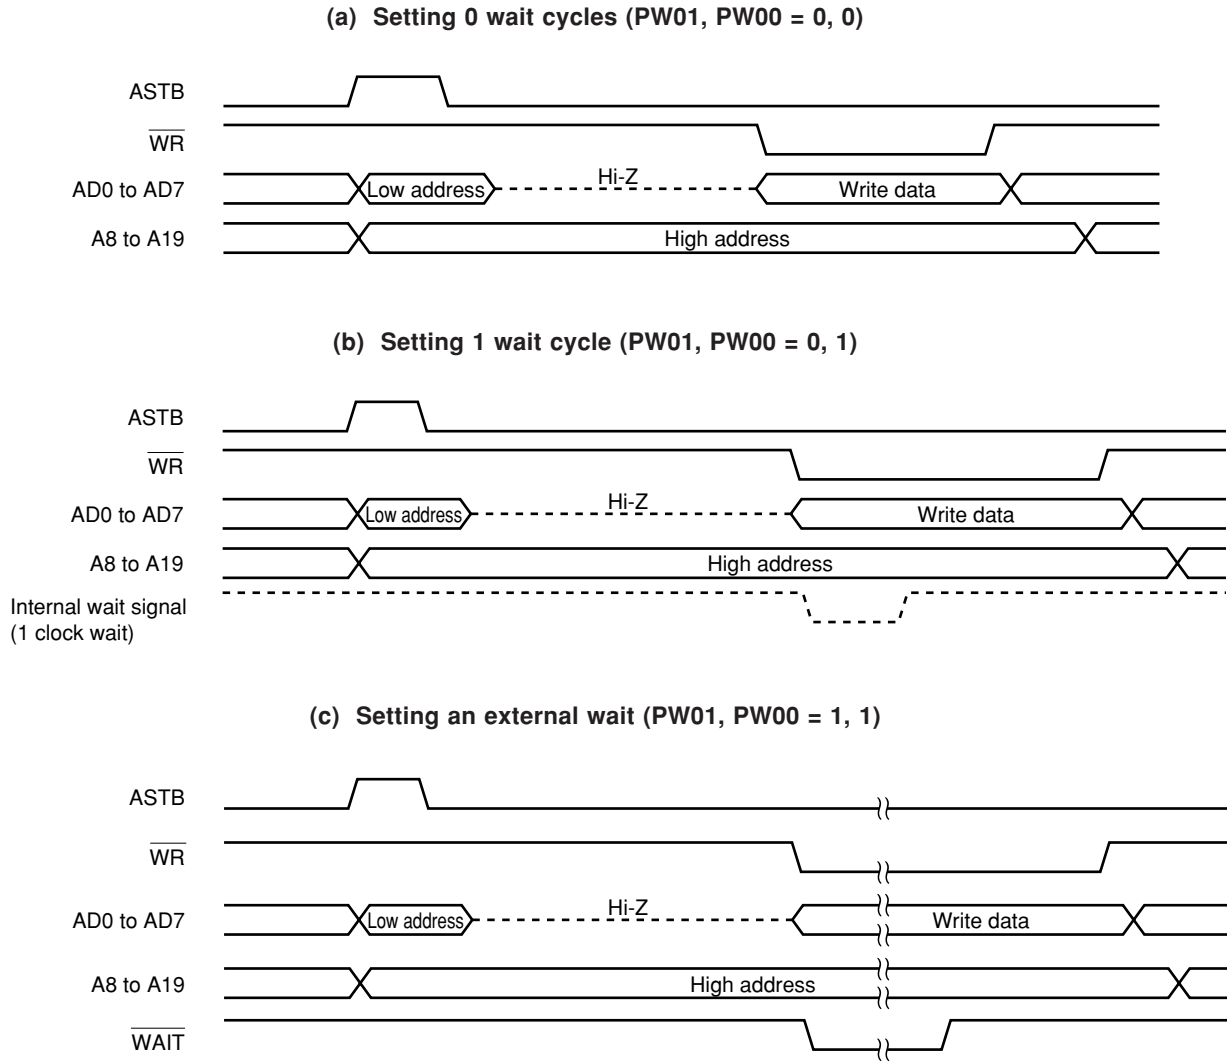 (a) Setting 0 wait cycles (PW01, PW00 = 0, 0)
ASTB
WR
Hi-Z
AD0 to AD7 Low address Write data
A8 to A19 High address
(b) Setting 1 wait cycle (PW01, PW00 = 0, 1)
ASTB
WR
Hi-Z
AD0 to AD7 Low address Write data
A8 to A19 High address
Internal wait signal
(1 clock wait)
(c) Setting an external wait (PW01, PW00 = 1, 1)
ASTB
WR
Hi-Z
AD0 to AD7 Low address Write data
A8 to A19 High address
WAIT